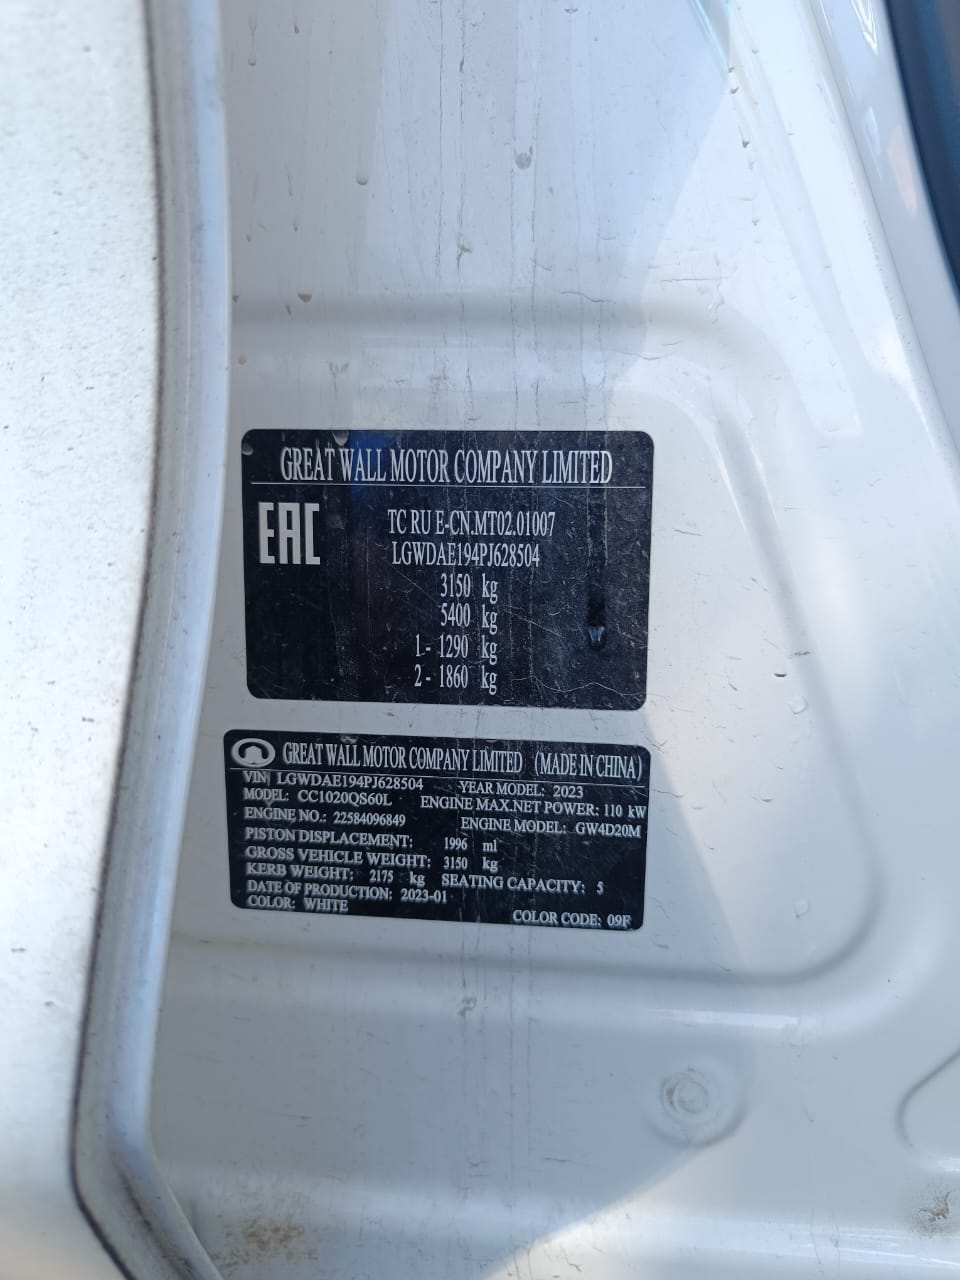 GREAT WALL MOTOR COMPANY LIMITED
EAC
TC RU E-CN.MT02.01007
LGWDAE194PJ628504
3150 kg
5400 kg
1 - 1290 kg
2 - 1860 kg
GREAT WALL MOTOR COMPANY LIMITED (MADE IN CHINA)
VIN LGWDAE194PJ628504 YEAR MODEL: 2023
MODEL: CC1020QS60L ENGINE MAX.NET POWER: 110 kW
ENGINE NO.: 22584096849 ENGINE MODEL: GW4D20M
PISTON DISPLACEMENT: 1996 ml
GROSS VEHICLE WEIGHT: 3150 kg
KERB WEIGHT: 2175 kg SEATING CAPACITY: 5
DATE OF PRODUCTION: 2023-01
COLOR: WHITE COLOR CODE: 09F